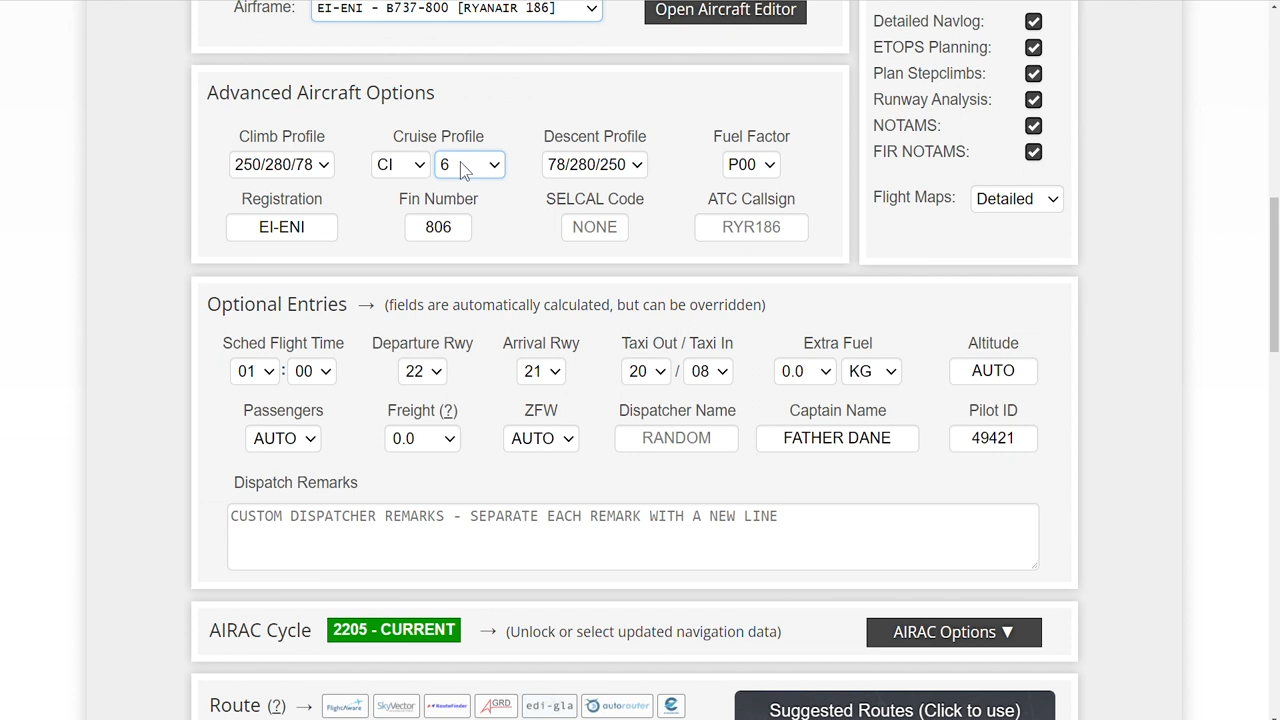 Airframe: EI-ENI - B737-800 [RYANAIR 186] Open Aircraft Editor
Detailed Navlog:
ETOPS Planning:
Plan Stepclimbs:
Runway Analysis:
NOTAMS:
FIR NOTAMS:
Flight Maps: Detailed
Advanced Aircraft Options
Climb Profile Cruise Profile Descent Profile Fuel Factor
250/280/78 CI 6 78/280/250 P00
Registration Fin Number SELCAL Code ATC Callsign
EI-ENI 806 NONE RYR186
Optional Entries → (fields are automatically calculated, but can be overridden)
Sched Flight Time Departure Rwy Arrival Rwy Taxi Out / Taxi In Extra Fuel Altitude
01 : 00 22 21 20 / 08 0.0 KG AUTO
Passengers Freight (?) ZFW Dispatcher Name Captain Name Pilot ID
AUTO 0.0 AUTO RANDOM FATHER DANE 49421
Dispatch Remarks
CUSTOM DISPATCHER REMARKS - SEPARATE EACH REMARK WITH A NEW LINE
AIRAC Cycle 2205 - CURRENT → (Unlock or select updated navigation data) AIRAC Options ▼
Route (?) → FlightAware SkyVector RouteFinder GRD edi-gla autorouter Suggested Routes (Click to use)